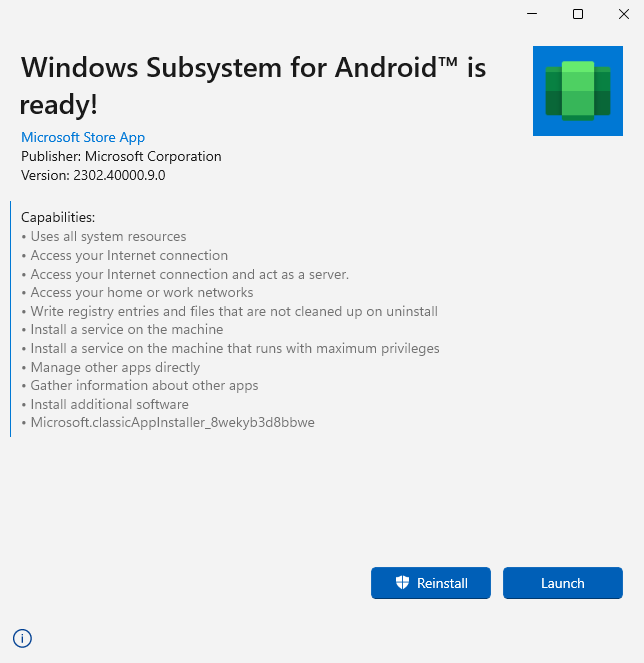 Windows Subsystem for Android™ is
ready!
Microsoft Store App
Publisher: Microsoft Corporation
Version: 2302.40000.9.0
Capabilities:
• Uses all system resources
• Access your Internet connection
• Access your Internet connection and act as a server.
• Access your home or work networks
• Write registry entries and files that are not cleaned up on uninstall
• Install a service on the machine
• Install a service on the machine that runs with maximum privileges
• Manage other apps directly
• Gather information about other apps
• Install additional software
• Microsoft.classicAppInstaller_8wekyb3d8bbwe
Reinstall
Launch